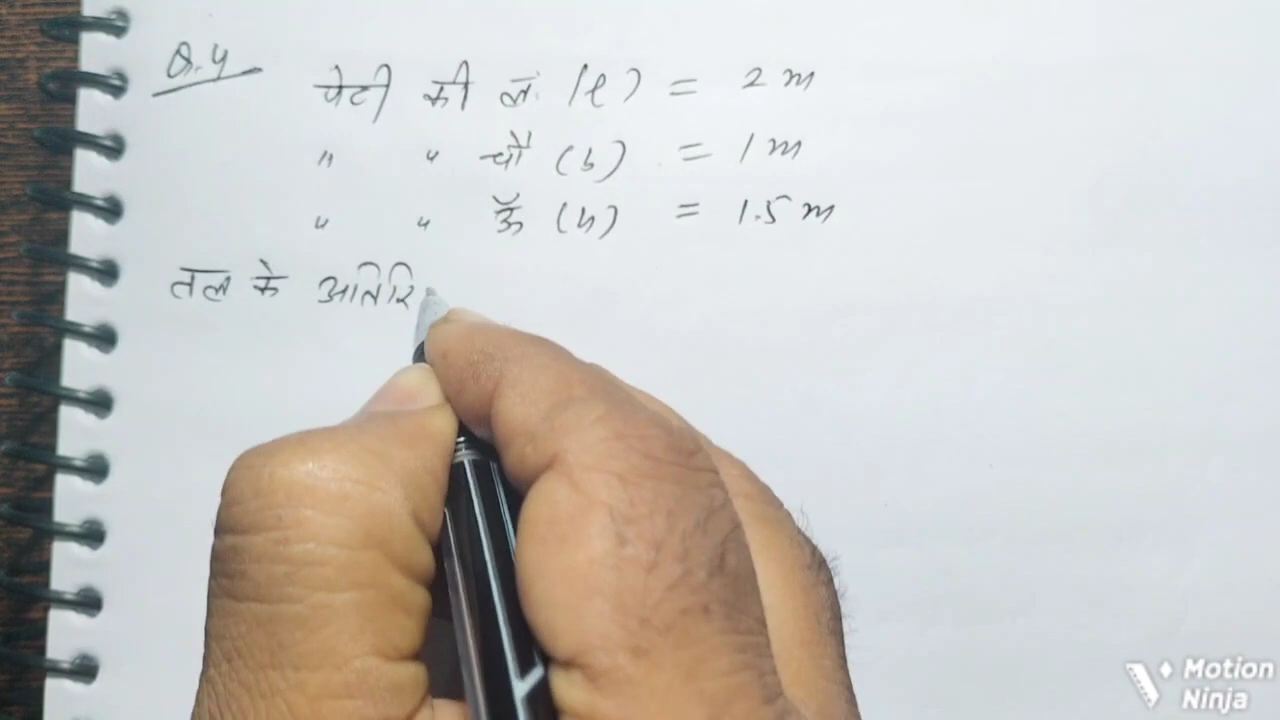 Q.4
पेटी की लं. (l) = 2 m
" " चौ (b) = 1 m
" " ऊँ (h) = 1.5 m
तल के अतिरि
Motion
Ninja